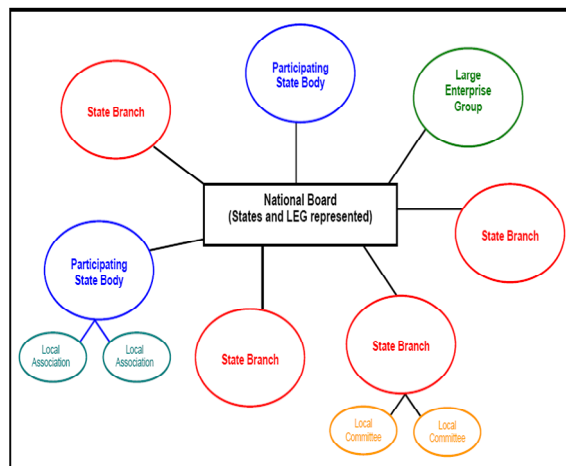 Participating
State Body
Large
Enterprise
Group
State Branch
National Board
(States and LEG represented)
State Branch
Participating
State Body
State Branch
State Branch
Local
Association
Local
Association
Local
Committee
Local
Committee